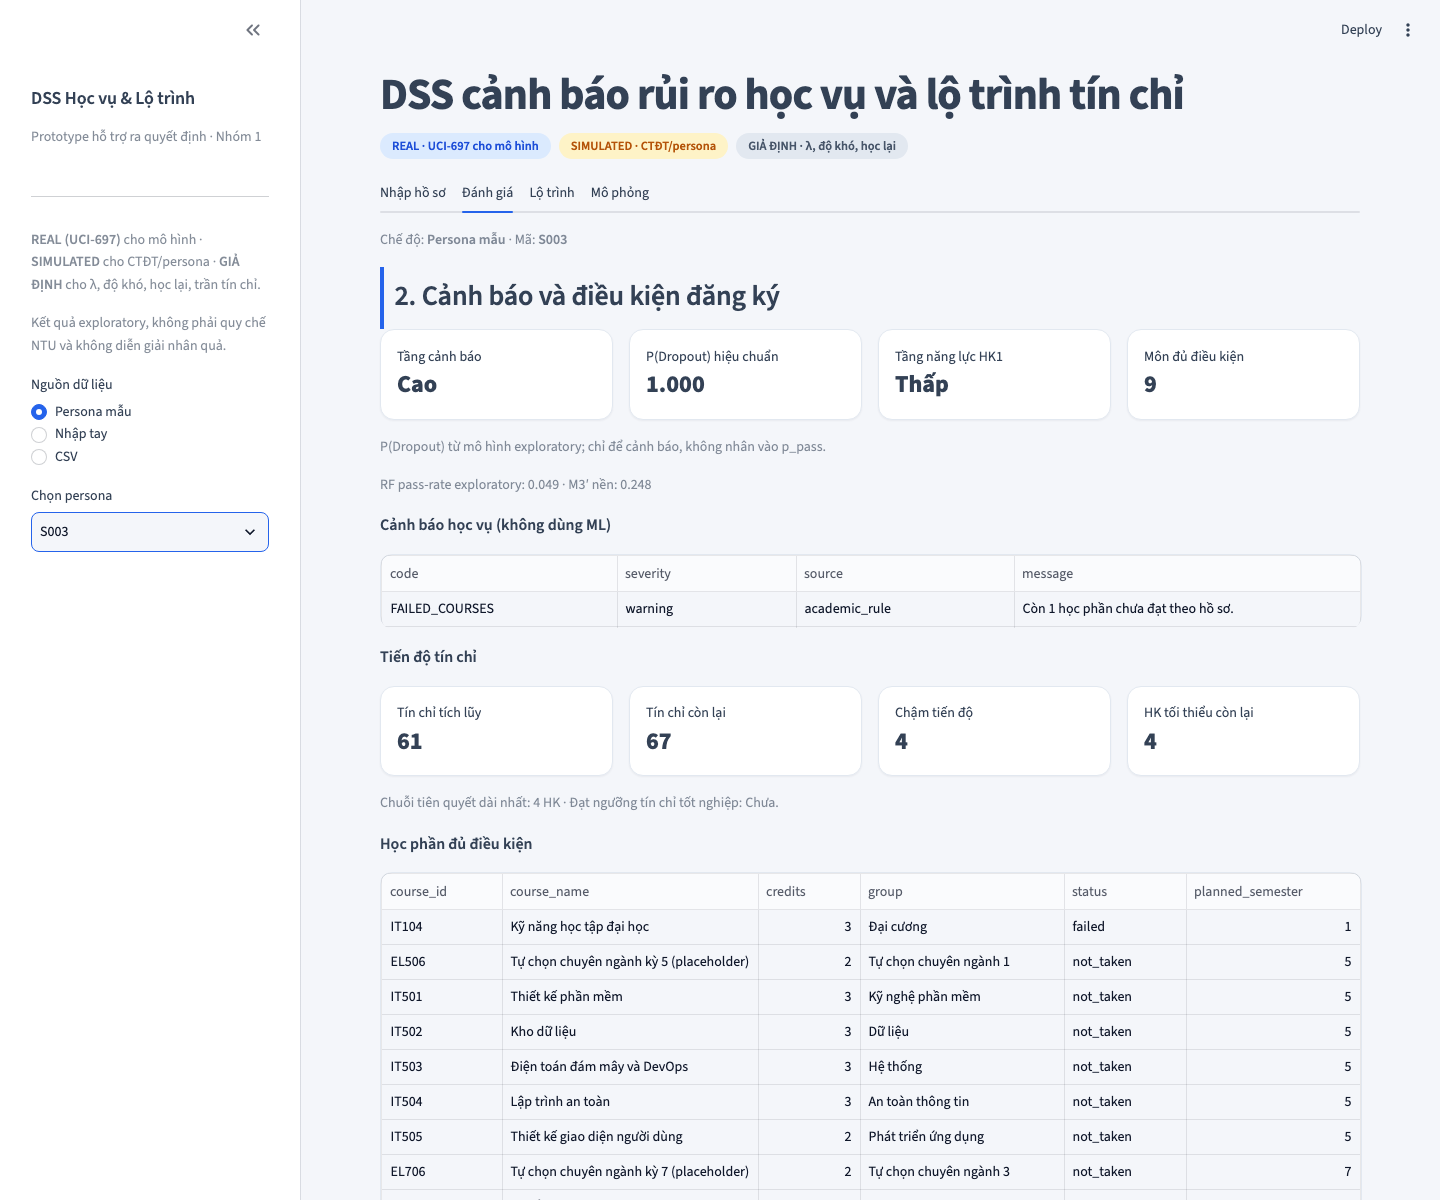 Deploy
DSS Học vụ & Lộ trình
Prototype hỗ trợ ra quyết định · Nhóm 1
REAL (UCI-697) cho mô hình ·
SIMULATED cho CTĐT/persona · GIẢ
ĐỊNH cho λ, độ khó, học lại, trần tín chỉ.
Kết quả exploratory, không phải quy chế
NTU và không diễn giải nhân quả.
Nguồn dữ liệu
Persona mẫu
Nhập tay
CSV
Chọn persona
S003
DSS cảnh báo rủi ro học vụ và lộ trình tín chỉ
REAL · UCI-697 cho mô hình SIMULATED · CTĐT/persona GIẢ ĐỊNH · λ, độ khó, học lại
Nhập hồ sơ Đánh giá Lộ trình Mô phỏng
Chế độ: Persona mẫu · Mã: S003
2. Cảnh báo và điều kiện đăng ký
Tầng cảnh báo P(Dropout) hiệu chuẩn Tầng năng lực HK1 Môn đủ điều kiện
Cao 1.000 Thấp 9
P(Dropout) từ mô hình exploratory; chỉ để cảnh báo, không nhân vào p_pass.
RF pass-rate exploratory: 0.049 · M3′ nền: 0.248
Cảnh báo học vụ (không dùng ML)
code severity source message
FAILED_COURSES warning academic_rule Còn 1 học phần chưa đạt theo hồ sơ.
Tiến độ tín chỉ
Tín chỉ tích lũy Tín chỉ còn lại Chậm tiến độ HK tối thiểu còn lại
61 67 4 4
Chuỗi tiên quyết dài nhất: 4 HK · Đạt ngưỡng tín chỉ tốt nghiệp: Chưa.
Học phần đủ điều kiện
course_id course_name credits group status planned_semester
IT104 Kỹ năng học tập đại học 3 Đại cương failed 1
EL506 Tự chọn chuyên ngành kỳ 5 (placeholder) 2 Tự chọn chuyên ngành 1 not_taken 5
IT501 Thiết kế phần mềm 3 Kỹ nghệ phần mềm not_taken 5
IT502 Kho dữ liệu 3 Dữ liệu not_taken 5
IT503 Điện toán đám mây và DevOps 3 Hệ thống not_taken 5
IT504 Lập trình an toàn 3 An toàn thông tin not_taken 5
IT505 Thiết kế giao diện người dùng 2 Phát triển ứng dụng not_taken 5
EL706 Tự chọn chuyên ngành kỳ 7 (placeholder) 2 Tự chọn chuyên ngành 3 not_taken 7